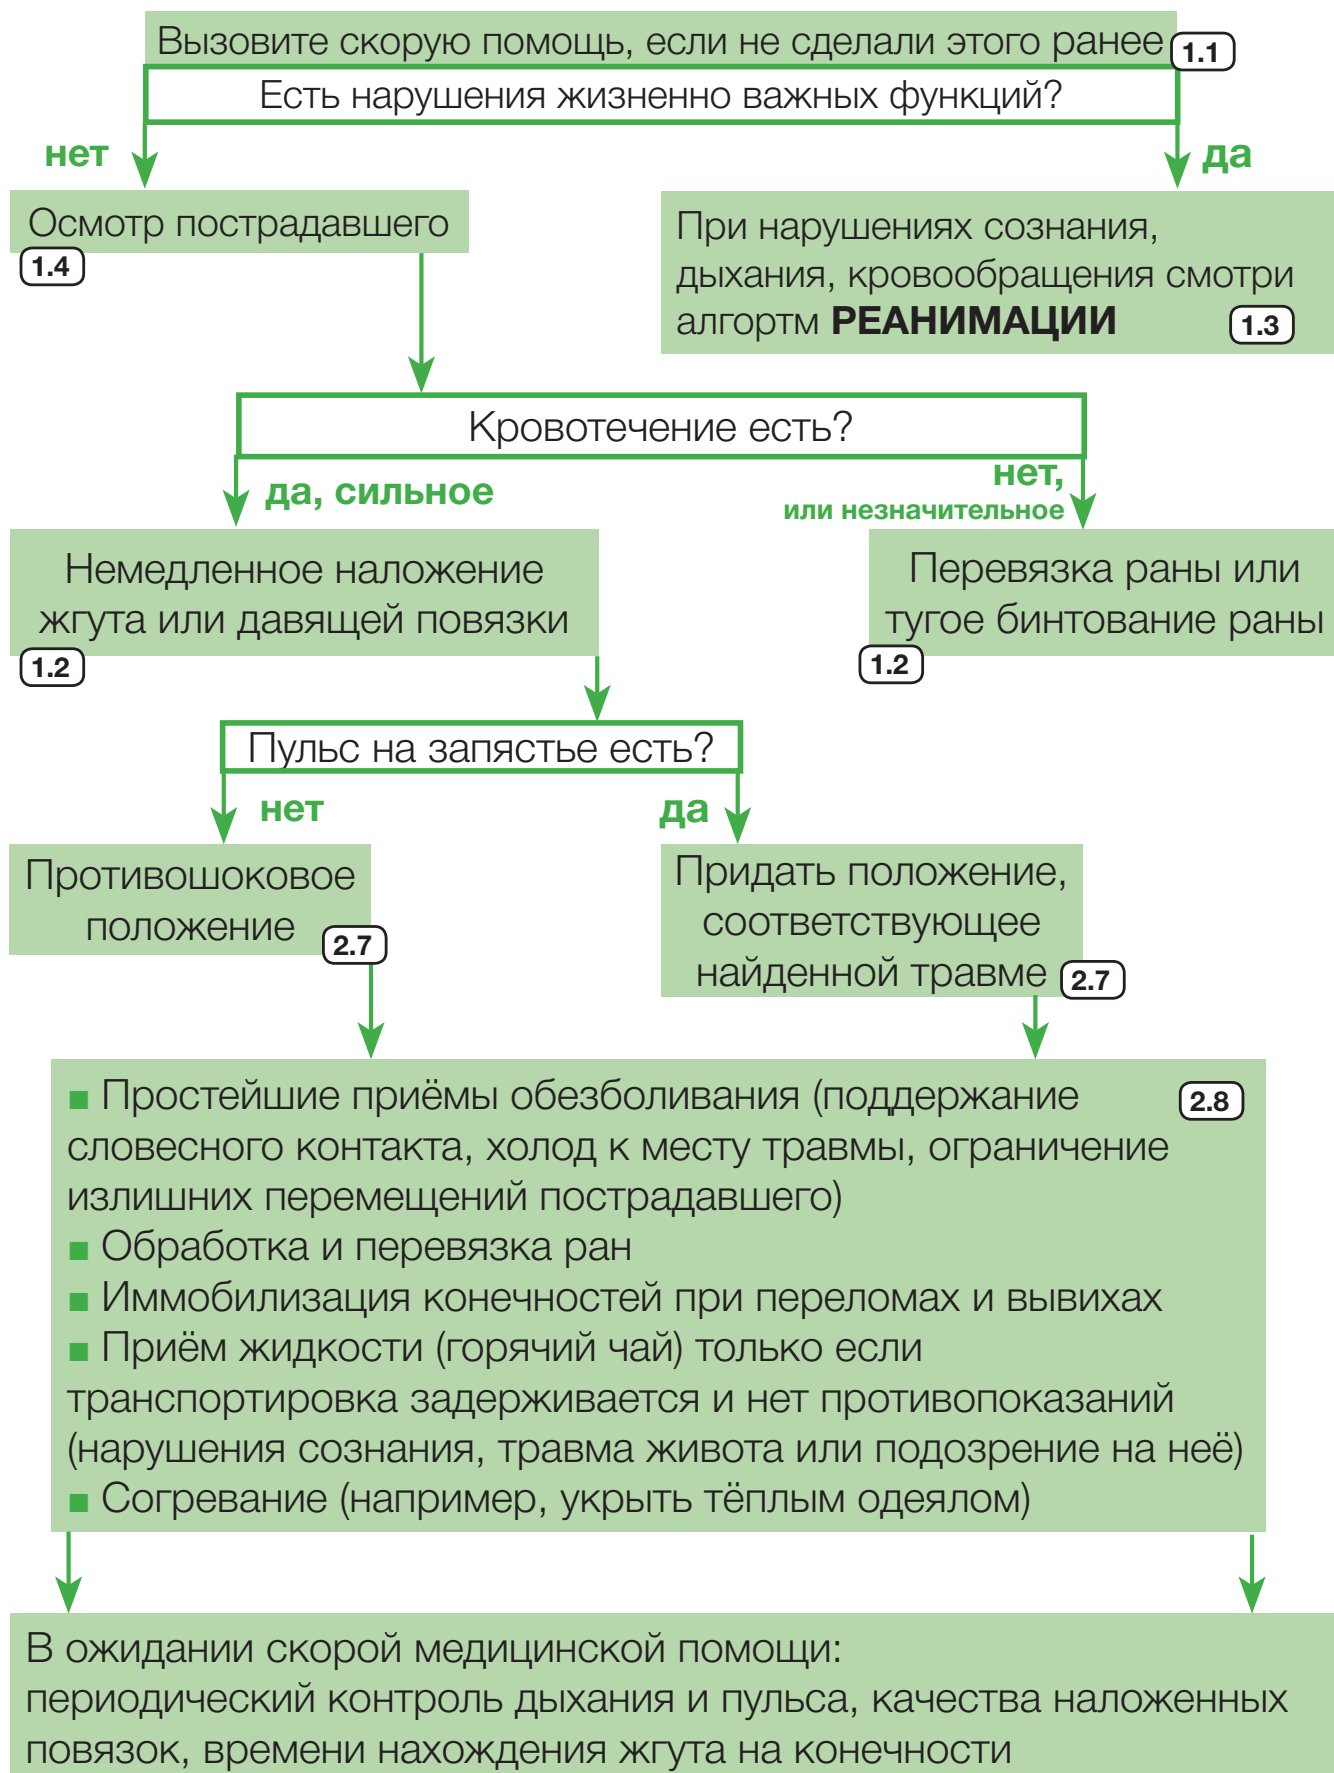 Вызовите скорую помощь, если не сделали этого ранее 1.1
Есть нарушения жизненно важных функций?
нет
да
Осмотр пострадавшего
1.4
При нарушениях сознания,
дыхания, кровообращения смотри
алгортм РЕАНИМАЦИИ 1.3
Кровотечение есть?
да, сильное
нет,
или незначительное
Немедленное наложение
жгута или давящей повязки
1.2
Перевязка раны или
тугое бинтование раны
1.2
Пульс на запястье есть?
нет
да
Противошоковое
положение 2.7
Придать положение,
соответствующее
найденной травме 2.7
■ Простейшие приёмы обезболивания (поддержание 2.8
словесного контакта, холод к месту травмы, ограничение
излишних перемещений пострадавшего)
■ Обработка и перевязка ран
■ Иммобилизация конечностей при переломах и вывихах
■ Приём жидкости (горячий чай) только если
транспортировка задерживается и нет противопоказаний
(нарушения сознания, травма живота или подозрение на неё)
■ Согревание (например, укрыть тёплым одеялом)
В ожидании скорой медицинской помощи:
периодический контроль дыхания и пульса, качества наложенных
повязок, времени нахождения жгута на конечности